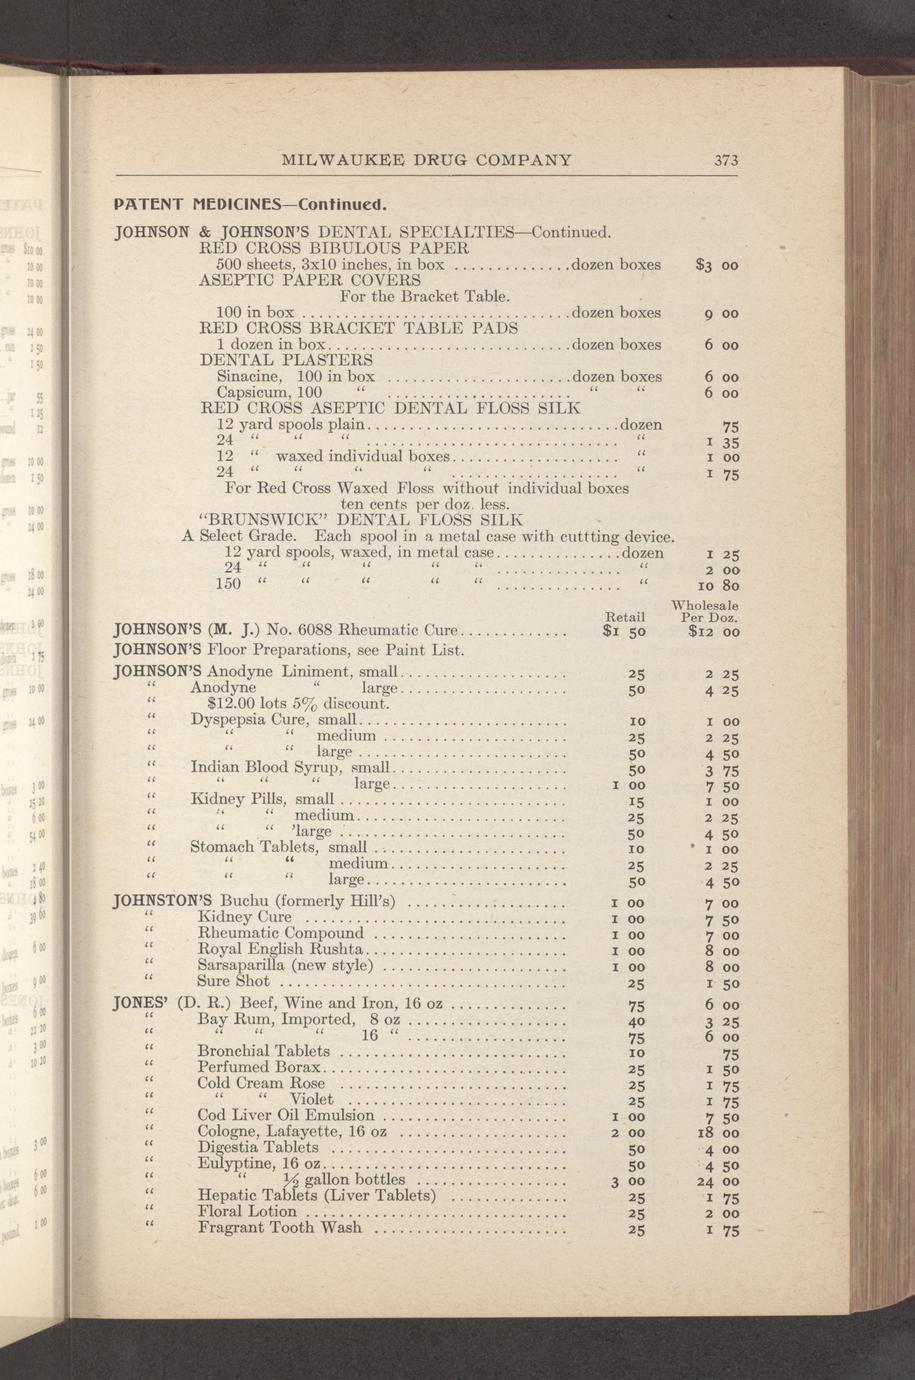 MILWAUKEE DRUG COMPANY 373
PATENT MEDICINES—Continued.
JOHNSON & JOHNSON'S DENTAL SPECIALTIES—Continued.
RED CROSS BIBULOUS PAPER
500 sheets, 3x10 inches, in box ..............dozen boxes $3 00
ASEPTIC PAPER COVERS
For the Bracket Table.
100 in box ................................dozen boxes 9 00
RED CROSS BRACKET TABLE PADS
1 dozen in box.............................dozen boxes 6 00
DENTAL PLASTERS
Sinacine, 100 in box ......................dozen boxes 6 00
Capsicum, 100 “ ...................... “ “ 6 00
RED CROSS ASEPTIC DENTAL FLOSS SILK
12 yard spools plain..............................dozen 75
24 “ “ “ .............................. “ 1 35
12 “ waxed individual boxes.................... “ 1 00
24 “ “ “ “ .................... “ 1 75
For Red Cross Waxed Floss without individual boxes
ten cents per doz. less.
“BRUNSWICK” DENTAL FLOSS SILK
A Select Grade. Each spool in a metal case with cuttting device.
12 yard spools, waxed, in metal case...............dozen 1 25
24 “ “ “ “ “ ............... “ 2 00
150 “ “ “ “ “ ............... “ 10 80
Retail Wholesale Per Doz.
JOHNSON'S (M. J.) No. 6088 Rheumatic Cure............. $1 50 $12 00
JOHNSON'S Floor Preparations, see Paint List.
JOHNSON'S Anodyne Liniment, small.................... 25 2 25
“ Anodyne “ large.................... 50 4 25
“ $12.00 lots 5% discount.
“ Dyspepsia Cure, small......................... 10 1 00
“ “ “ medium ...................... 25 2 25
“ “ “ large ......................... 50 4 50
“ Indian Blood Syrup, small..................... 50 3 75
“ “ “ “ large..................... 1 00 7 50
“ Kidney Pills, small ........................... 15 1 00
“ “ “ medium......................... 25 2 25
“ “ “ 'large ........................... 50 4 50
“ Stomach Tablets, small ....................... 10 1 00
“ “ “ medium..................... 25 2 25
“ “ “ large........................ 50 4 50
JOHNSTON'S Buchu (formerly Hill's) ................... 1 00 7 00
“ Kidney Cure ............................... 1 00 7 50
“ Rheumatic Compound ....................... 1 00 7 00
“ Royal English Rushta........................ 1 00 8 00
“ Sarsaparilla (new style) ...................... 1 00 8 00
“ Sure Shot .................................. 25 1 50
JONES' (D. R.) Beef, Wine and Iron, 16 oz .............. 75 6 00
“ Bay Rum, Imported, 8 oz ................... 40 3 25
“ “ “ “ 16 “ ................... 75 6 00
“ Bronchial Tablets ........................... 10 75
“ Perfumed Borax............................. 25 1 50
“ Cold Cream Rose ........................... 25 1 75
“ “ “ Violet .......................... 25 1 75
“ Cod Liver Oil Emulsion ...................... 1 00 7 50
“ Cologne, Lafayette, 16 oz .................... 2 00 18 00
“ Digestia Tablets ............................ 50 4 00
“ Eulyptine, 16 oz............................. 50 4 50
“ “ ½ gallon bottles .................. 3 00 24 00
“ Hepatic Tablets (Liver Tablets) .............. 25 1 75
“ Floral Lotion ............................... 25 2 00
“ Fragrant Tooth Wash ....................... 25 1 75